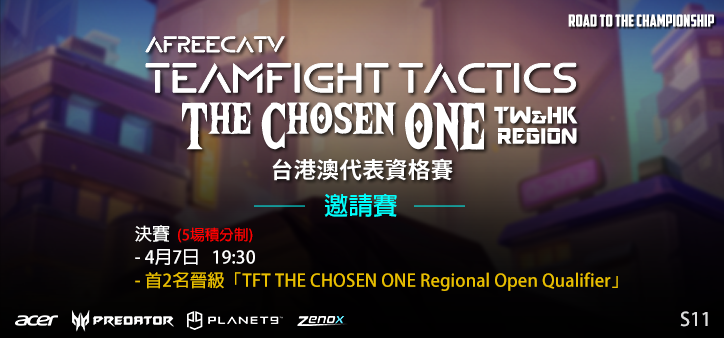 ROAD TO THE CHAMPIONSHIP
AFREECATV
TEAMFIGHT TACTICS
THE CHOSEN ONE TW&HK REGION
台港澳代表資格賽
邀請賽
決賽 (5場積分制)
- 4月7日 19:30
- 首2名晉級「TFT THE CHOSEN ONE Regional Open Qualifier」
acer PREDATOR PLANET9™ ZENOX S11